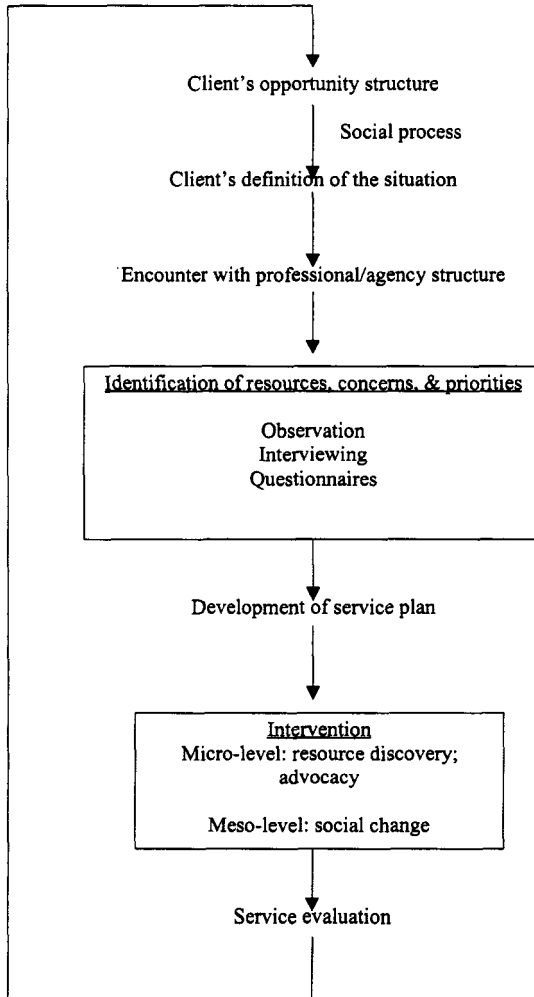 Client's opportunity structure
Social process
Client's definition of the situation
Encounter with professional/agency structure
Identification of resources, concerns, & priorities
Observation
Interviewing
Questionnaires
Development of service plan
Intervention
Micro-level: resource discovery;
advocacy
Meso-level: social change
Service evaluation